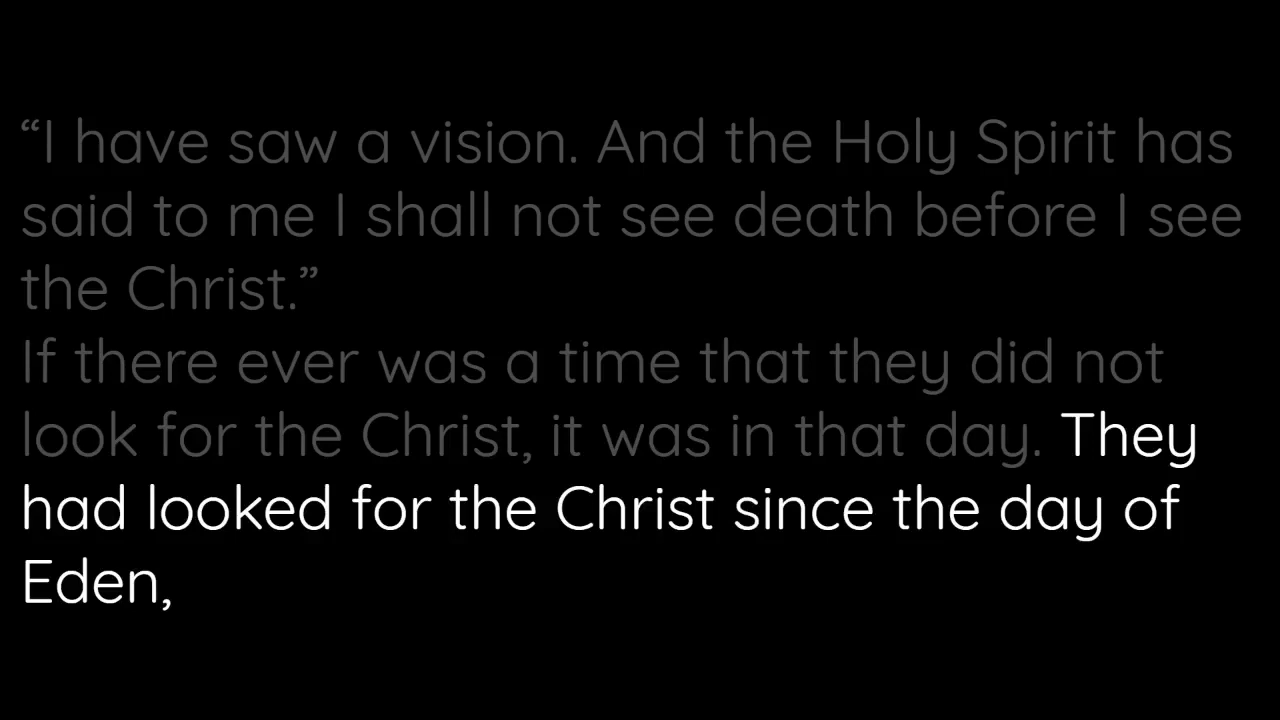 “I have saw a vision. And the Holy Spirit has
said to me I shall not see death before I see
the Christ.”
If there ever was a time that they did not
look for the Christ, it was in that day. They
had looked for the Christ since the day of
Eden,